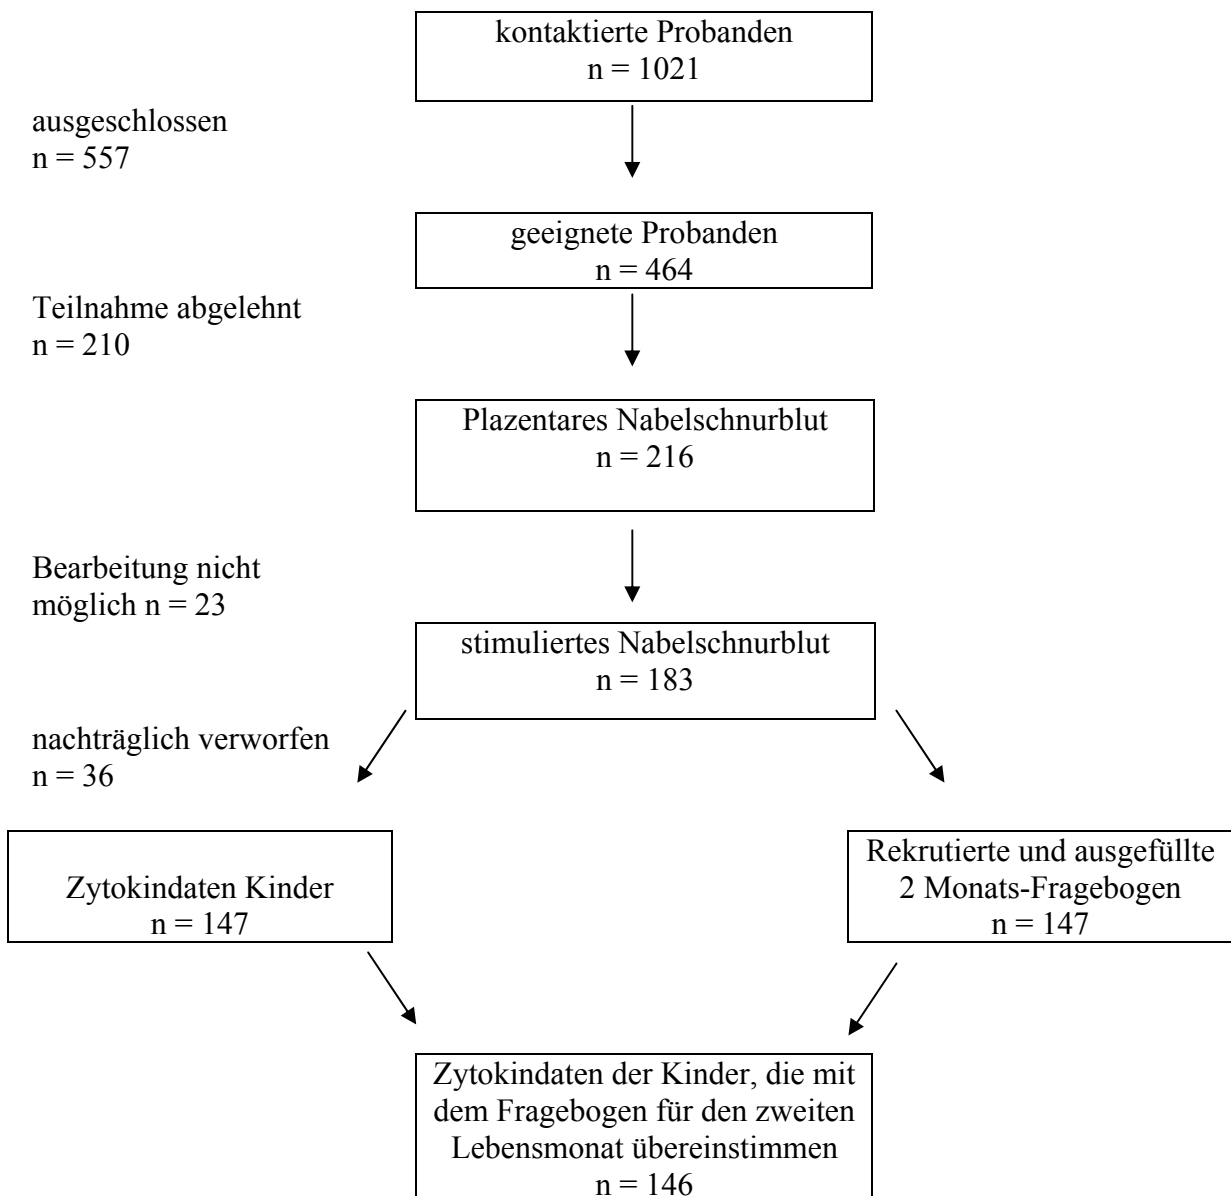 kontaktierte Probanden
n = 1021
ausgeschlossen
n = 557
geeignete Probanden
n = 464
Teilnahme abgelehnt
n = 210
Plazentares Nabelschnurblut
n = 216
Bearbeitung nicht
möglich n = 23
stimuliertes Nabelschnurblut
n = 183
nachträglich verworfen
n = 36
Zytokindaten Kinder
n = 147
Rekrutierte und ausgefüllte
2 Monats-Fragebogen
n = 147
Zytokindaten der Kinder, die mit
dem Fragebogen für den zweiten
Lebensmonat übereinstimmen
n = 146